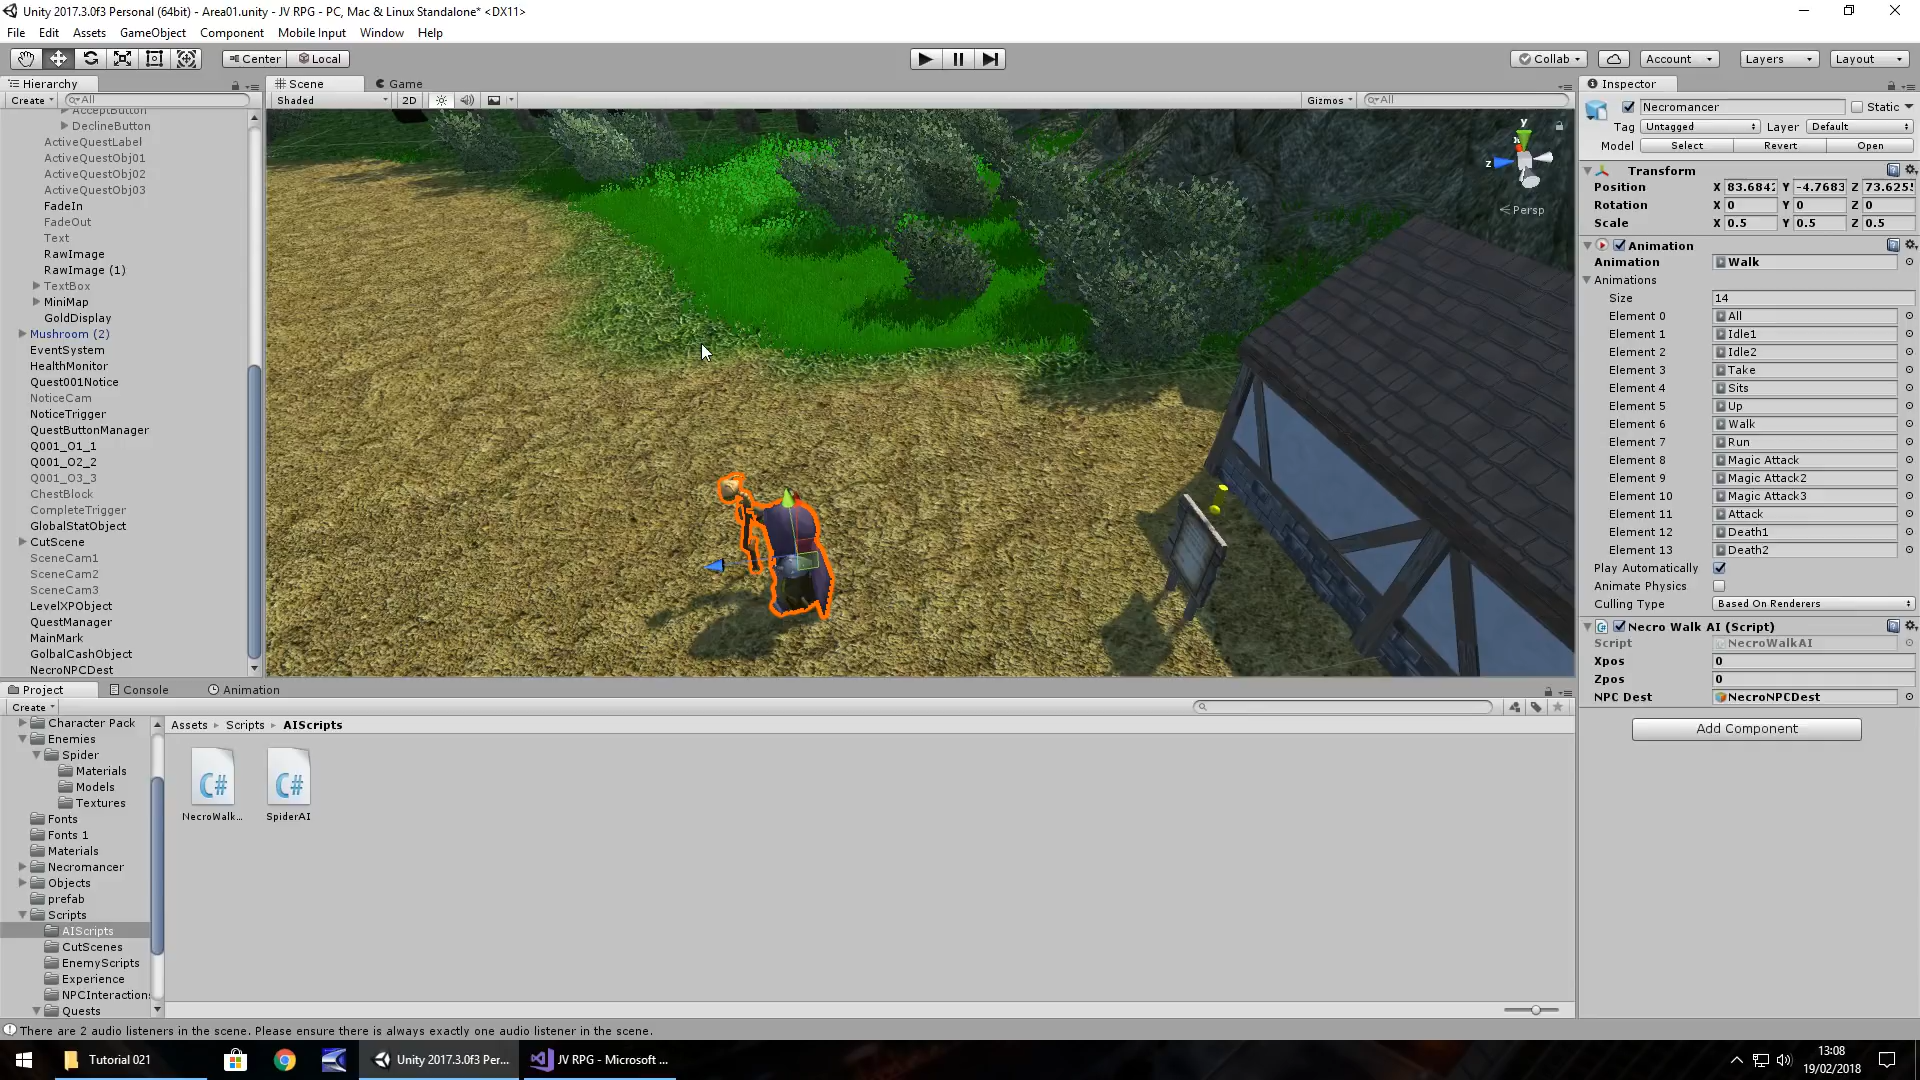 Unity 2017.3.0f3 Personal (64bit) - Area01.unity - JV RPG - PC, Mac & Linux Standalone* <DX11>
File Edit Assets GameObject Component Mobile Input Window Help
Center Local Collab Account Layers Layout
Hierarchy
Create All
AcceptButton
DeclineButton
ActiveQuestLabel
ActiveQuestObj01
ActiveQuestObj02
ActiveQuestObj03
FadeIn
FadeOut
Text
RawImage
RawImage (1)
TextBox
MiniMap
GoldDisplay
Mushroom (2)
EventSystem
HealthMonitor
Quest001Notice
NoticeCam
NoticeTrigger
QuestButtonManager
Q001_O1_1
Q001_O2_2
Q001_O3_3
ChestBlock
CompleteTrigger
GlobalStatObject
CutScene
SceneCam1
SceneCam2
SceneCam3
LevelXPObject
QuestManager
MainMark
GolbalCashObject
NecroNPCDest
Scene Game
Shaded 2D Gizmos All
y
x
z
Persp
Inspector
Necromancer Static
Tag Untagged Layer Default
Model Select Revert Open
Transform
Position X 83.684 Y -4.7683 Z 73.625
Rotation X 0 Y 0 Z 0
Scale X 0.5 Y 0.5 Z 0.5
Animation
Animation Walk
Animations
Size 14
Element 0 All
Element 1 Idle1
Element 2 Idle2
Element 3 Take
Element 4 Sits
Element 5 Up
Element 6 Walk
Element 7 Run
Element 8 Magic Attack
Element 9 Magic Attack2
Element 10 Magic Attack3
Element 11 Attack
Element 12 Death1
Element 13 Death2
Play Automatically
Animate Physics
Culling Type Based On Renderers
Necro Walk AI (Script)
Script NecroWalkAI
Xpos 0
Zpos 0
NPC Dest NecroNPCDest
Add Component
Project Console Animation
Create
Character Pack
Enemies
Spider
Materials
Models
Textures
Fonts
Fonts 1
Materials
Necromancer
Objects
prefab
Scripts
AIScripts
CutScenes
EnemyScripts
Experience
NPCInteractions
Quests
Assets Scripts AIScripts
C# C#
NecroWalk... SpiderAI
There are 2 audio listeners in the scene. Please ensure there is always exactly one audio listener in the scene.
Tutorial 021 Unity 2017.3.0f3 Per... JV RPG - Microsoft ...
13:08
19/02/2018